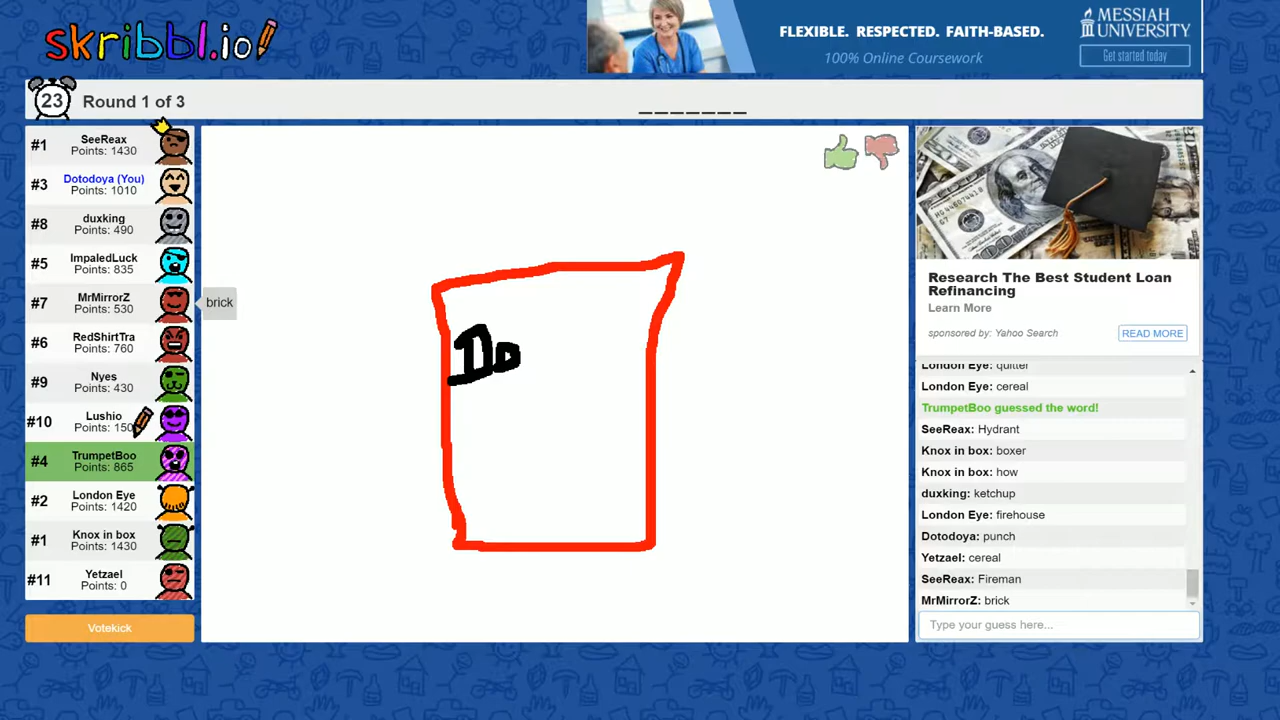 skribbl.io!
FLEXIBLE. RESPECTED. FAITH-BASED.
100% Online Coursework
MESSIAH
UNIVERSITY
Get started today
23
Round 1 of 3
_______
#1 SeeReax
Points: 1430
#3 Dotodoya (You)
Points: 1010
#8 duxking
Points: 490
#5 ImpaledLuck
Points: 835
#7 MrMirrorZ
Points: 530
brick
#6 RedShirtTra
Points: 760
#9 Nyes
Points: 430
#10 Lushio
Points: 150
#4 TrumpetBoo
Points: 865
#2 London Eye
Points: 1420
#1 Knox in box
Points: 1430
#11 Yetzael
Points: 0
Votekick
Do
Research The Best Student Loan
Refinancing
Learn More
sponsored by: Yahoo Search
READ MORE
London Eye: quitter
London Eye: cereal
TrumpetBoo guessed the word!
SeeReax: Hydrant
Knox in box: boxer
Knox in box: how
duxking: ketchup
London Eye: firehouse
Dotodoya: punch
Yetzael: cereal
SeeReax: Fireman
MrMirrorZ: brick
Type your guess here...